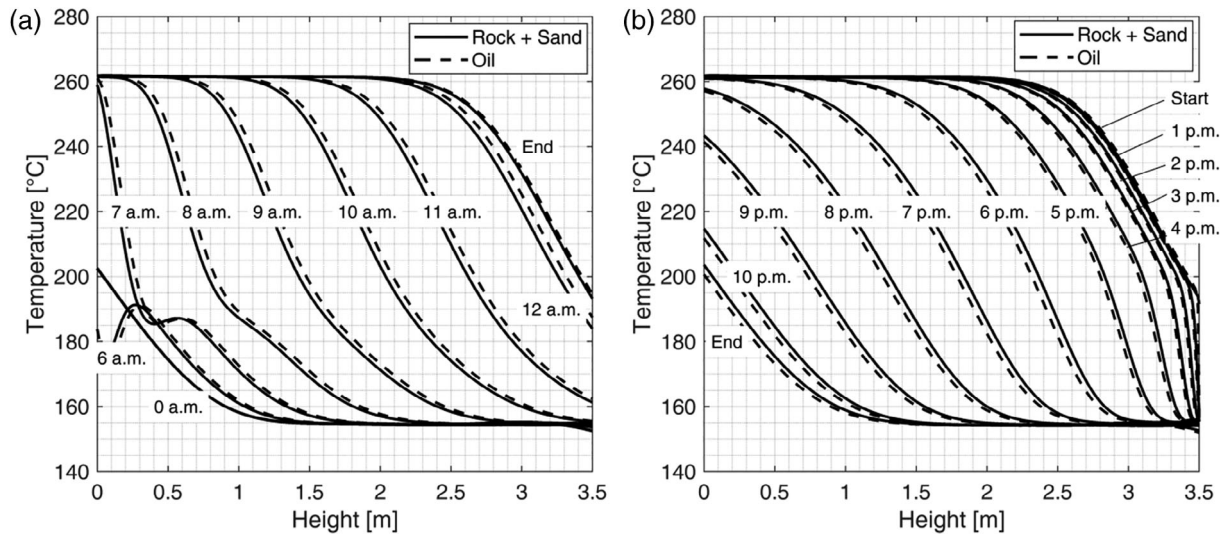 (a)
280
260
240
220
200
180
160
140
Temperature [°C]
0
0.5
1
1.5
2
2.5
3
3.5
Height [m]
Rock + Sand
Oil
End
7 a.m.
8 a.m.
9 a.m.
10 a.m.
11 a.m.
12 a.m.
6 a.m.
0 a.m.
(b)
280
260
240
220
200
180
160
140
Temperature [°C]
0
0.5
1
1.5
2
2.5
3
3.5
Height [m]
Rock + Sand
Oil
Start
1 p.m.
2 p.m.
3 p.m.
4 p.m.
9 p.m.
8 p.m.
7 p.m.
6 p.m.
5 p.m.
10 p.m.
End